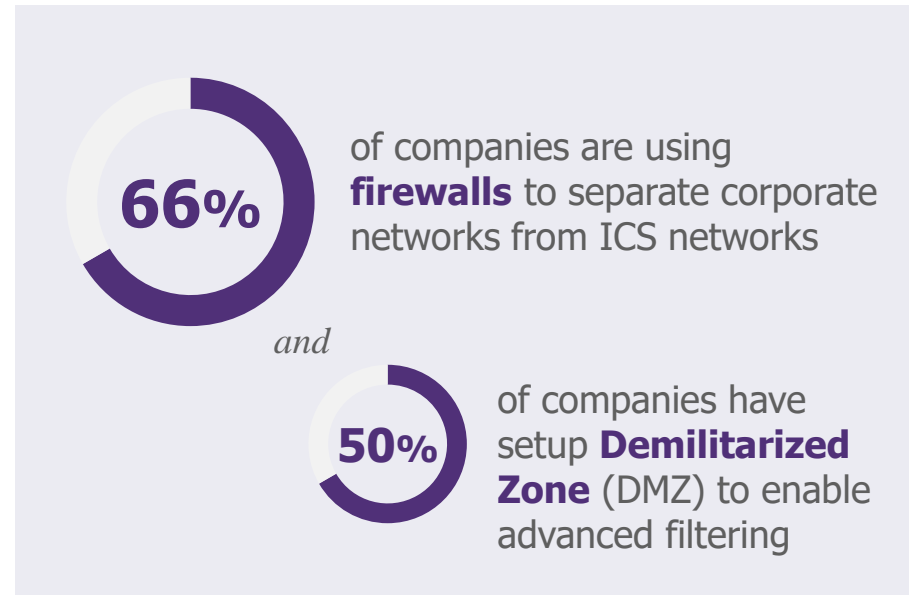 66%
of companies are using
firewalls to separate corporate
networks from ICS networks
and
50%
of companies have
setup Demilitarized
Zone (DMZ) to enable
advanced filtering